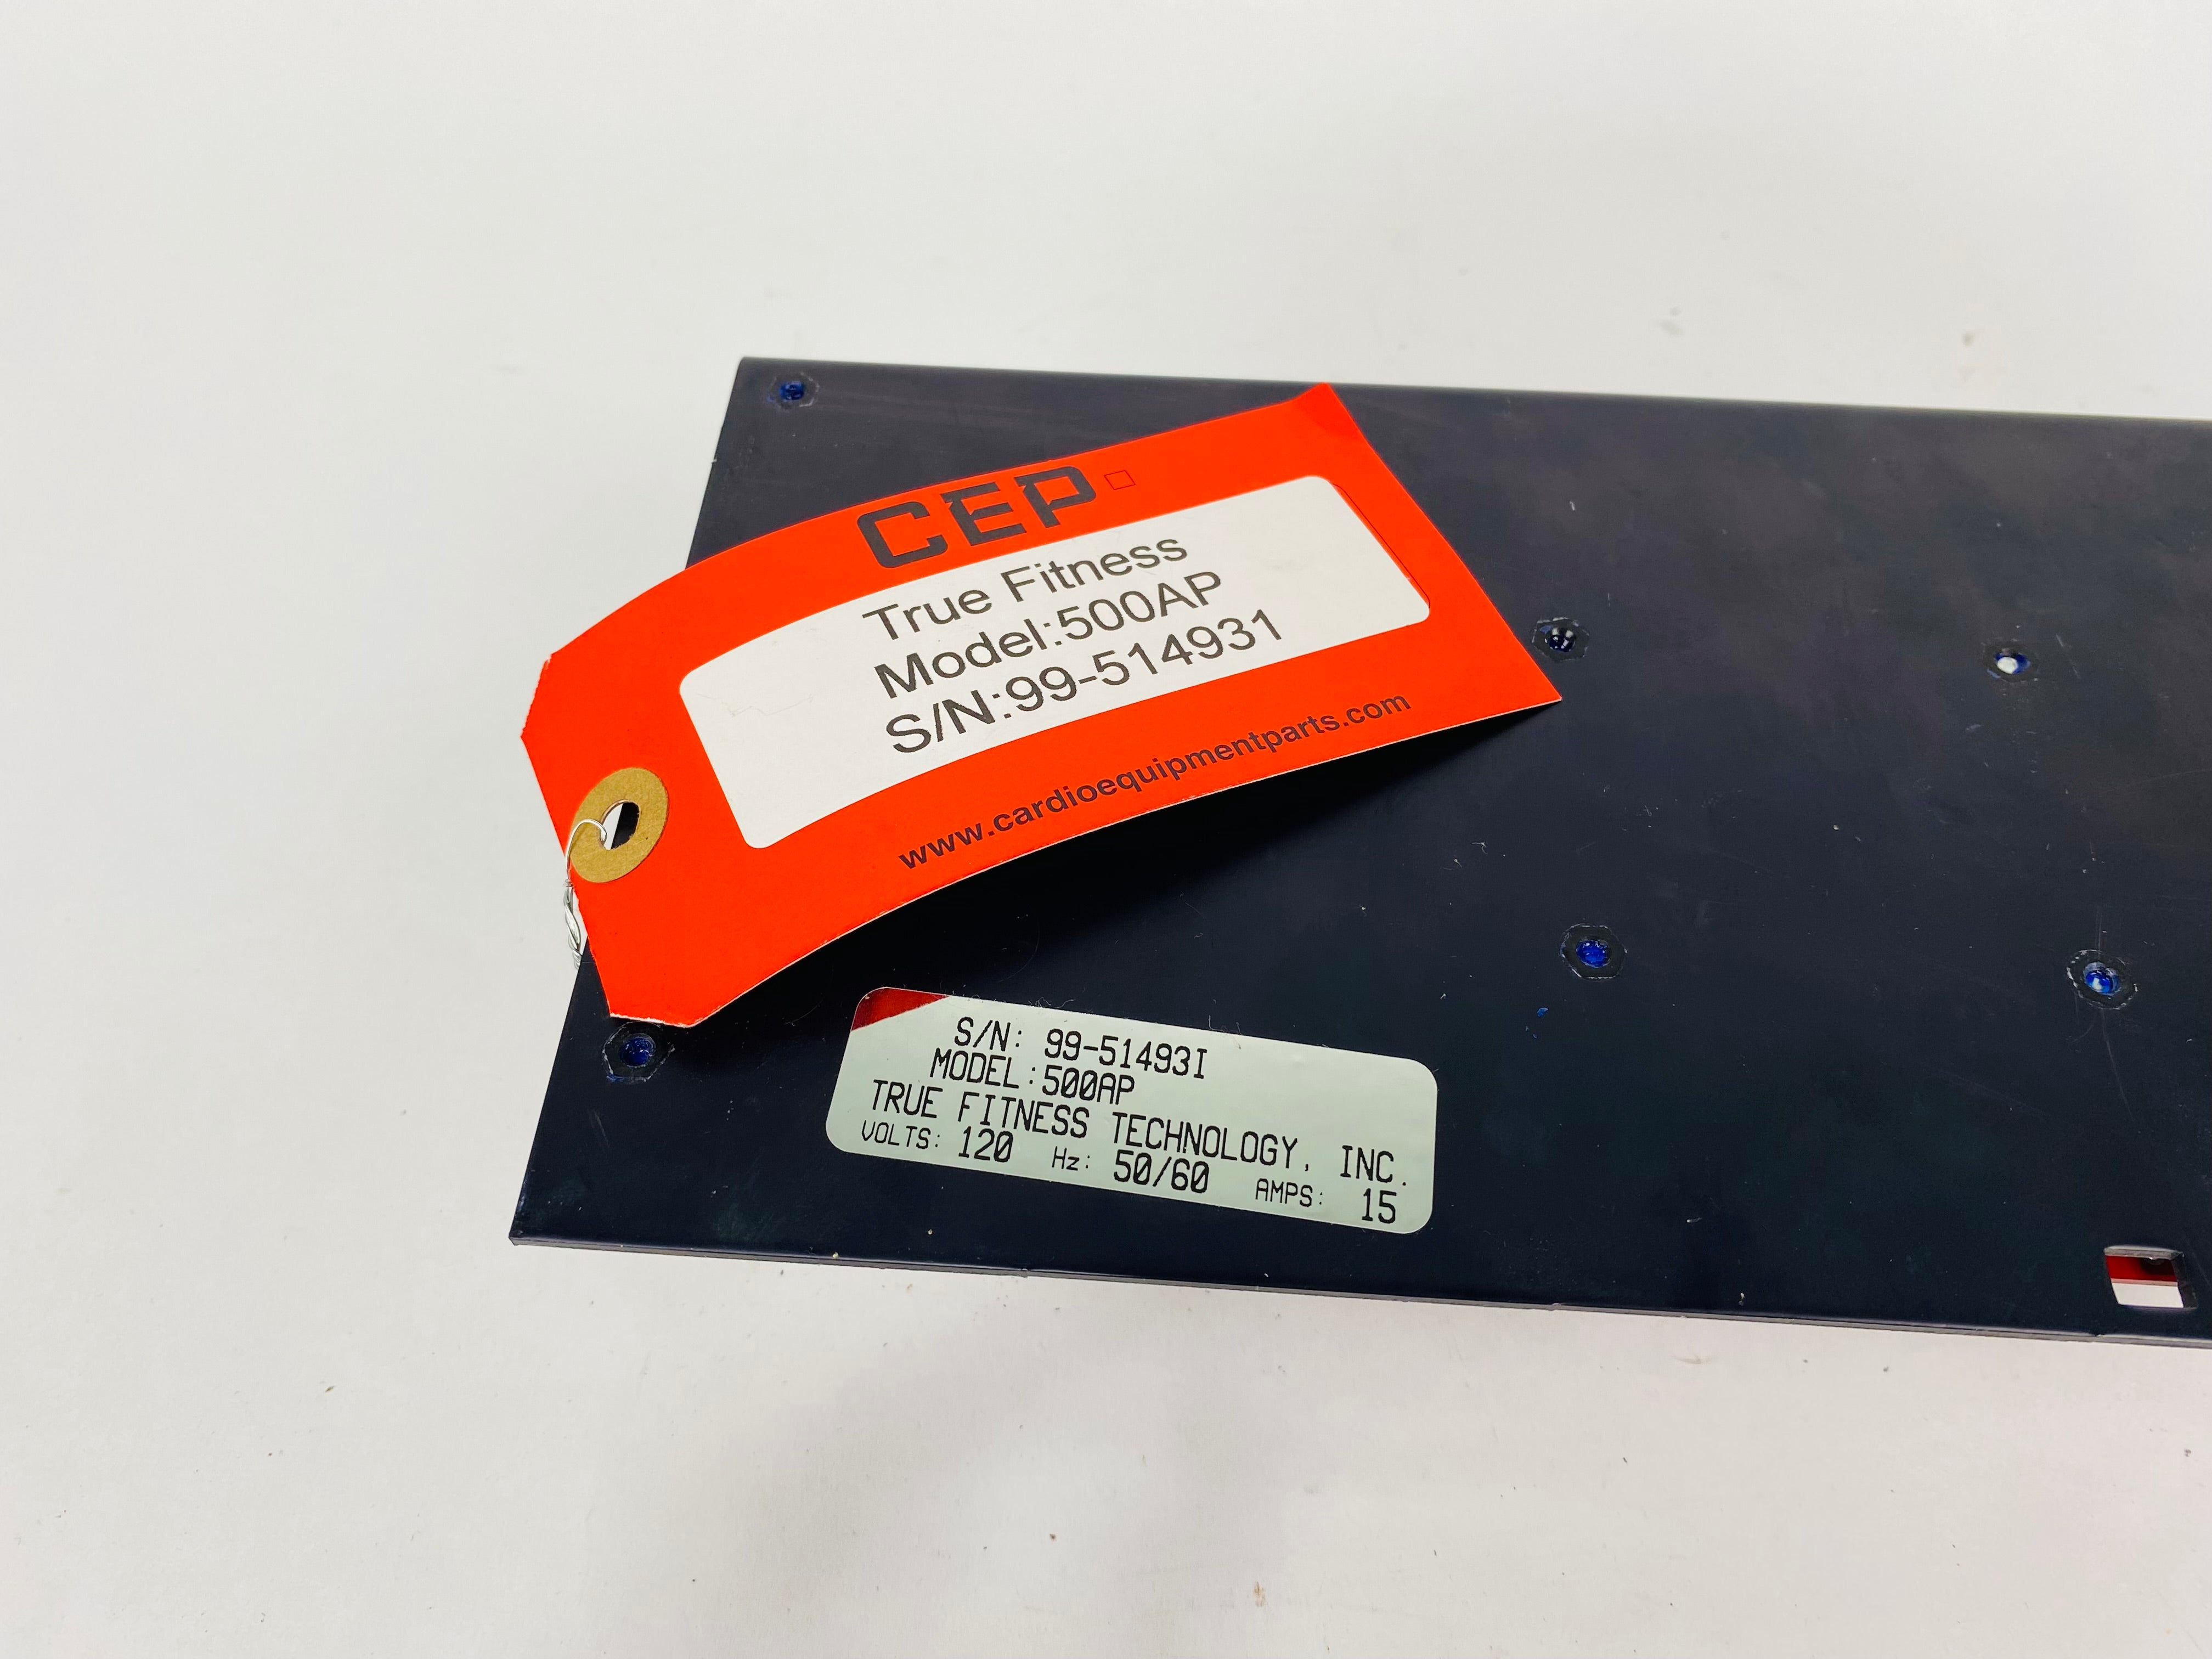 CEP
True Fitness
Model:500AP
S/N:99-514931
www.cardioequipmentparts.com
S/N: 99-51493I
MODEL:500AP
TRUE FITNESS TECHNOLOGY, INC.
VOLTS: 120 Hz: 50/60 AMPS: 15